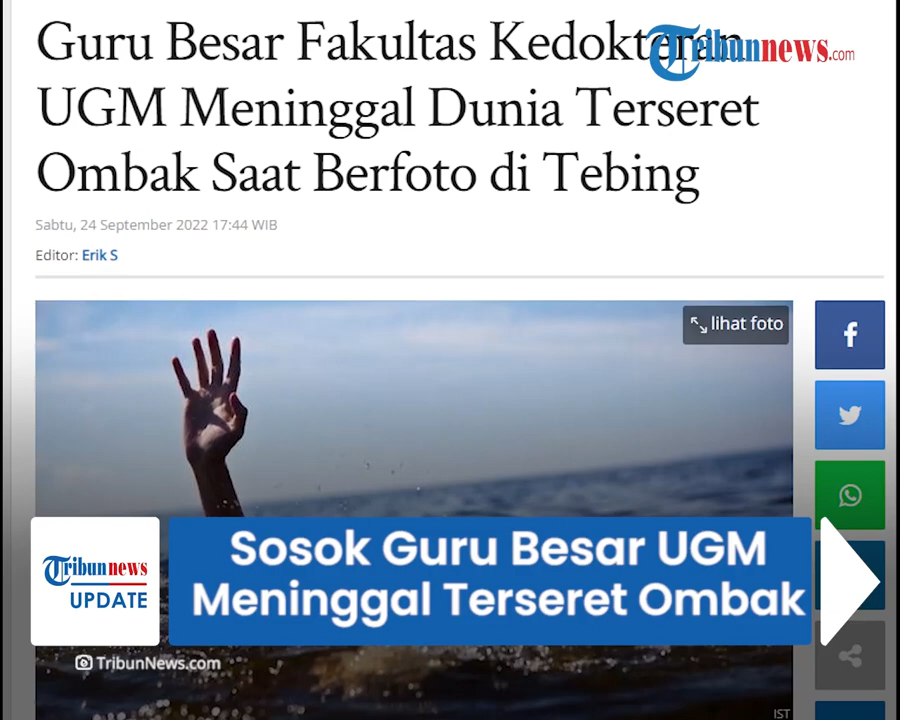 Guru Besar Fakultas Kedokteran
Tribunnews.com
UGM Meninggal Dunia Terseret
Ombak Saat Berfoto di Tebing
Sabtu, 24 September 2022 17:44 WIB
Editor: Erik S
lihat foto
Tribunnews
UPDATE
Sosok Guru Besar UGM
Meninggal Terseret Ombak
TribunNews.com
IST